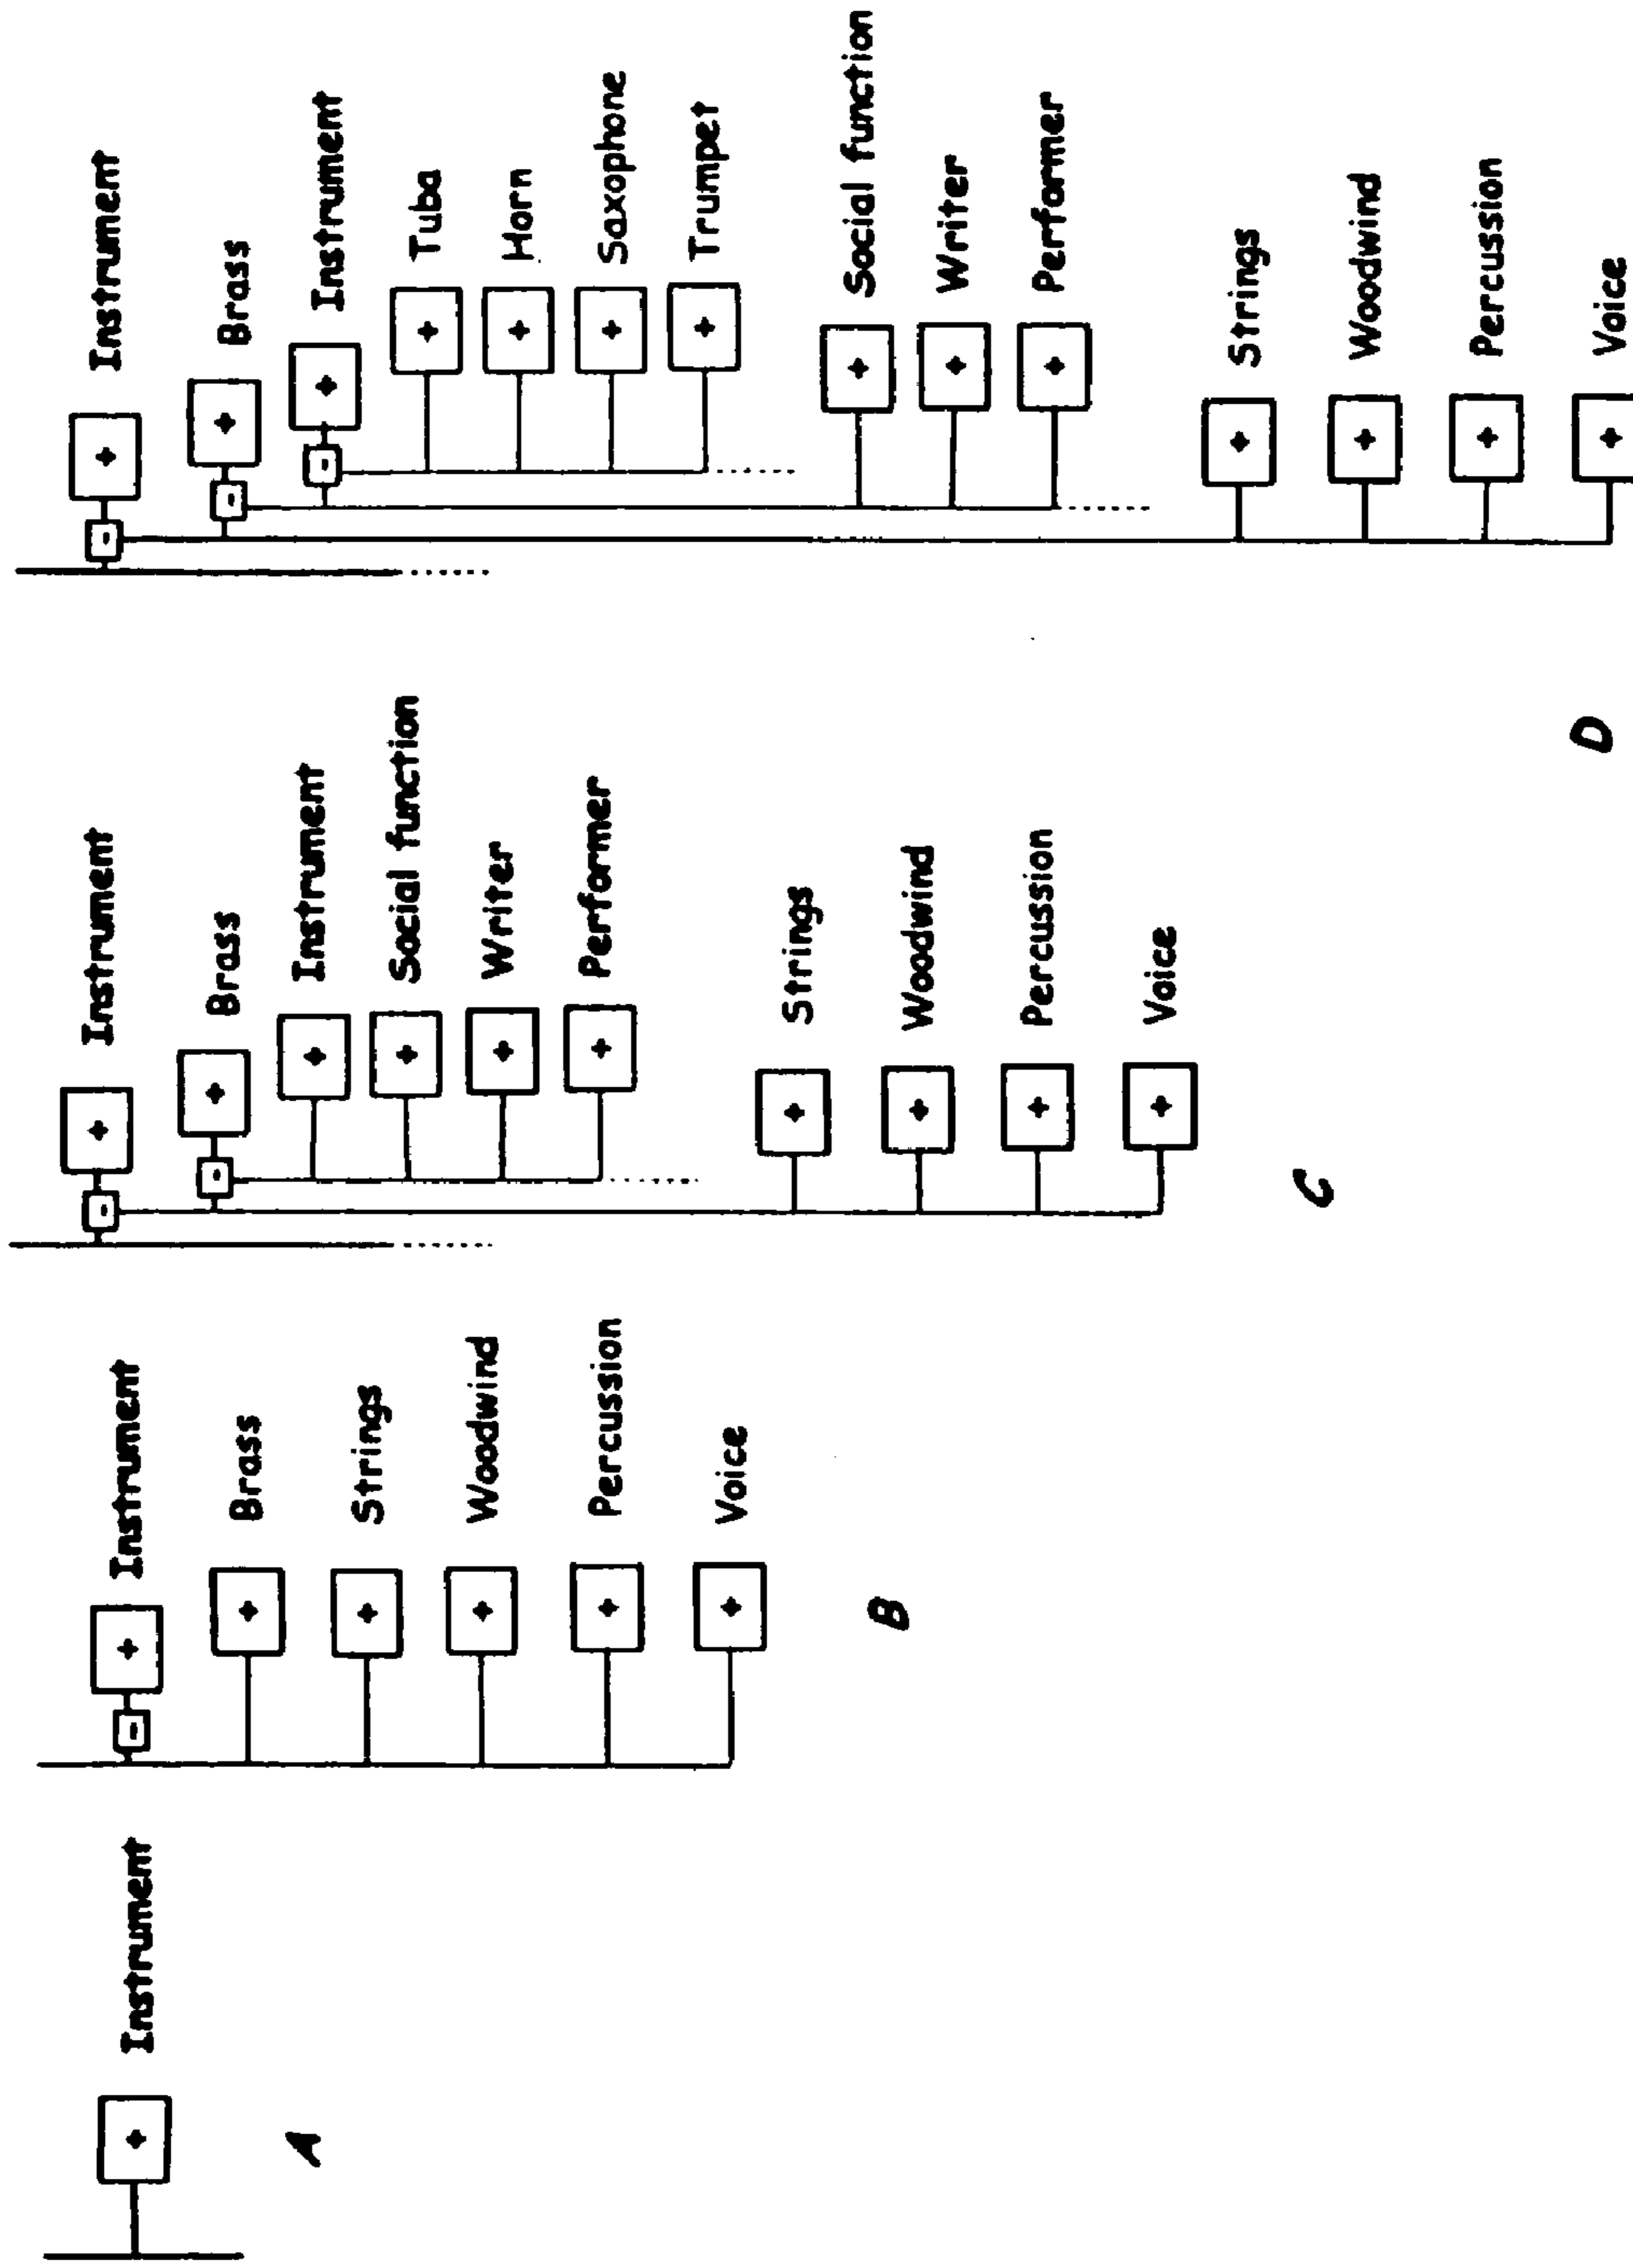 Instrument
A
Instrument
Brass
Strings
Woodwind
Percussion
Voice
B
Instrument
Brass
Instrument
Social function
Writer
Performer
Strings
Woodwind
Percussion
Voice
C
Instrument
Brass
Instrument
Tuba
Horn
Saxophone
Trumpet
Social function
Writer
Performer
Strings
Woodwind
Percussion
Voice
D